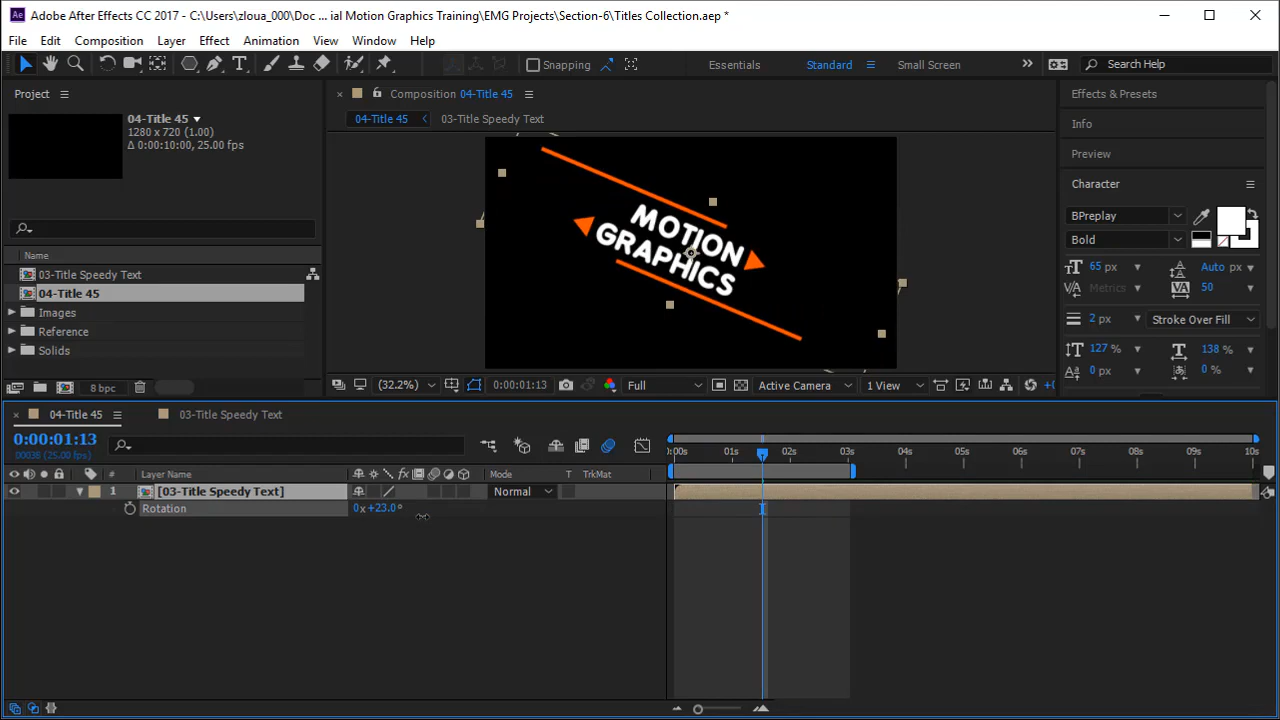 Adobe After Effects CC 2017 - C:\Users\zloua_000\Doc ... ial Motion Graphics Training\EMG Projects\Section-6\Titles Collection.aep *
File Edit Composition Layer Effect Animation View Window Help
Snapping Essentials Standard Small Screen Search Help
Project
04-Title 45
1280 x 720 (1.00)
Δ 0:00:10:00, 25.00 fps
Name
03-Title Speedy Text
04-Title 45
Images
Reference
Solids
8 bpc
Composition 04-Title 45
04-Title 45 03-Title Speedy Text
MOTION
GRAPHICS
(32.2%) 0:00:01:13 Full Active Camera 1 View +0
Effects & Presets
Info
Preview
Character
BPreplay
Bold
65 px Auto px
Metrics 50
2 px Stroke Over Fill
127 % 138 %
0 px 0 %
04-Title 45 03-Title Speedy Text
0:00:01:13
00038 (25.00 fps)
:00s 01s 02s 03s 04s 05s 06s 07s 08s 09s 10s
# Layer Name Mode T TrkMat
1 [03-Title Speedy Text] Normal
Rotation 0x+23.0°